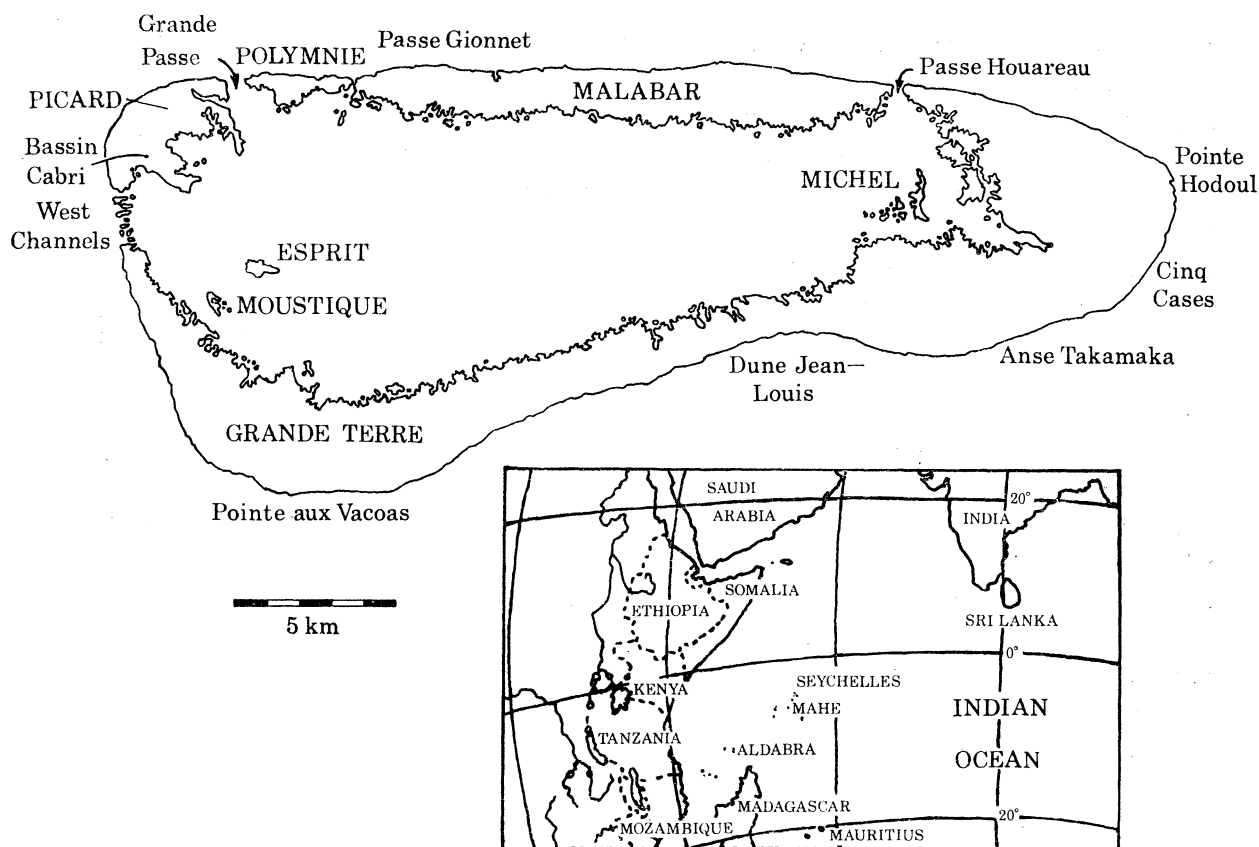 Grande
Passe
POLYMNIE
Passe Gionnet
PICARD
MALABAR
Passe Houareau
Bassin
Cabri
Pointe
Hodoul
MICHEL
West
Channels
ESPRIT
Cinq
Cases
MOUSTIQUE
Dune Jean—
Louis
Anse Takamaka
GRANDE TERRE
Pointe aux Vacoas
5 km
SAUDI
ARABIA
20°
INDIA
SOMALIA
ETHIOPIA
SRI LANKA
0°
KENYA
SEYCHELLES
MAHE
INDIAN
OCEAN
TANZANIA
ALDABRA
MADAGASCAR
20°
MOZAMBIQUE
MAURITIUS